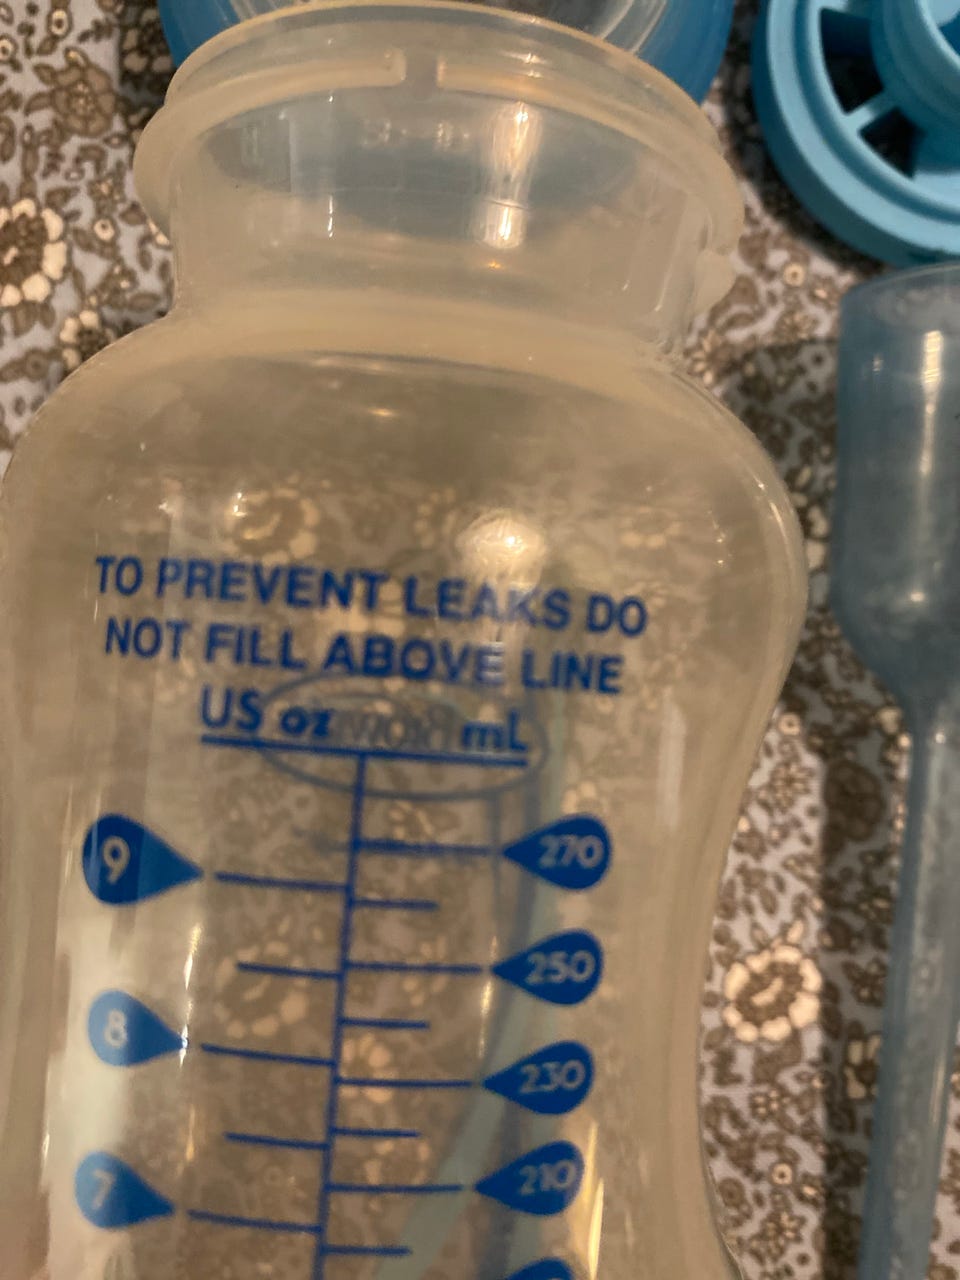 TO PREVENT LEAKS DO
NOT FILL ABOVE LINE
US oz mL
270
9
250
8
230
210
7